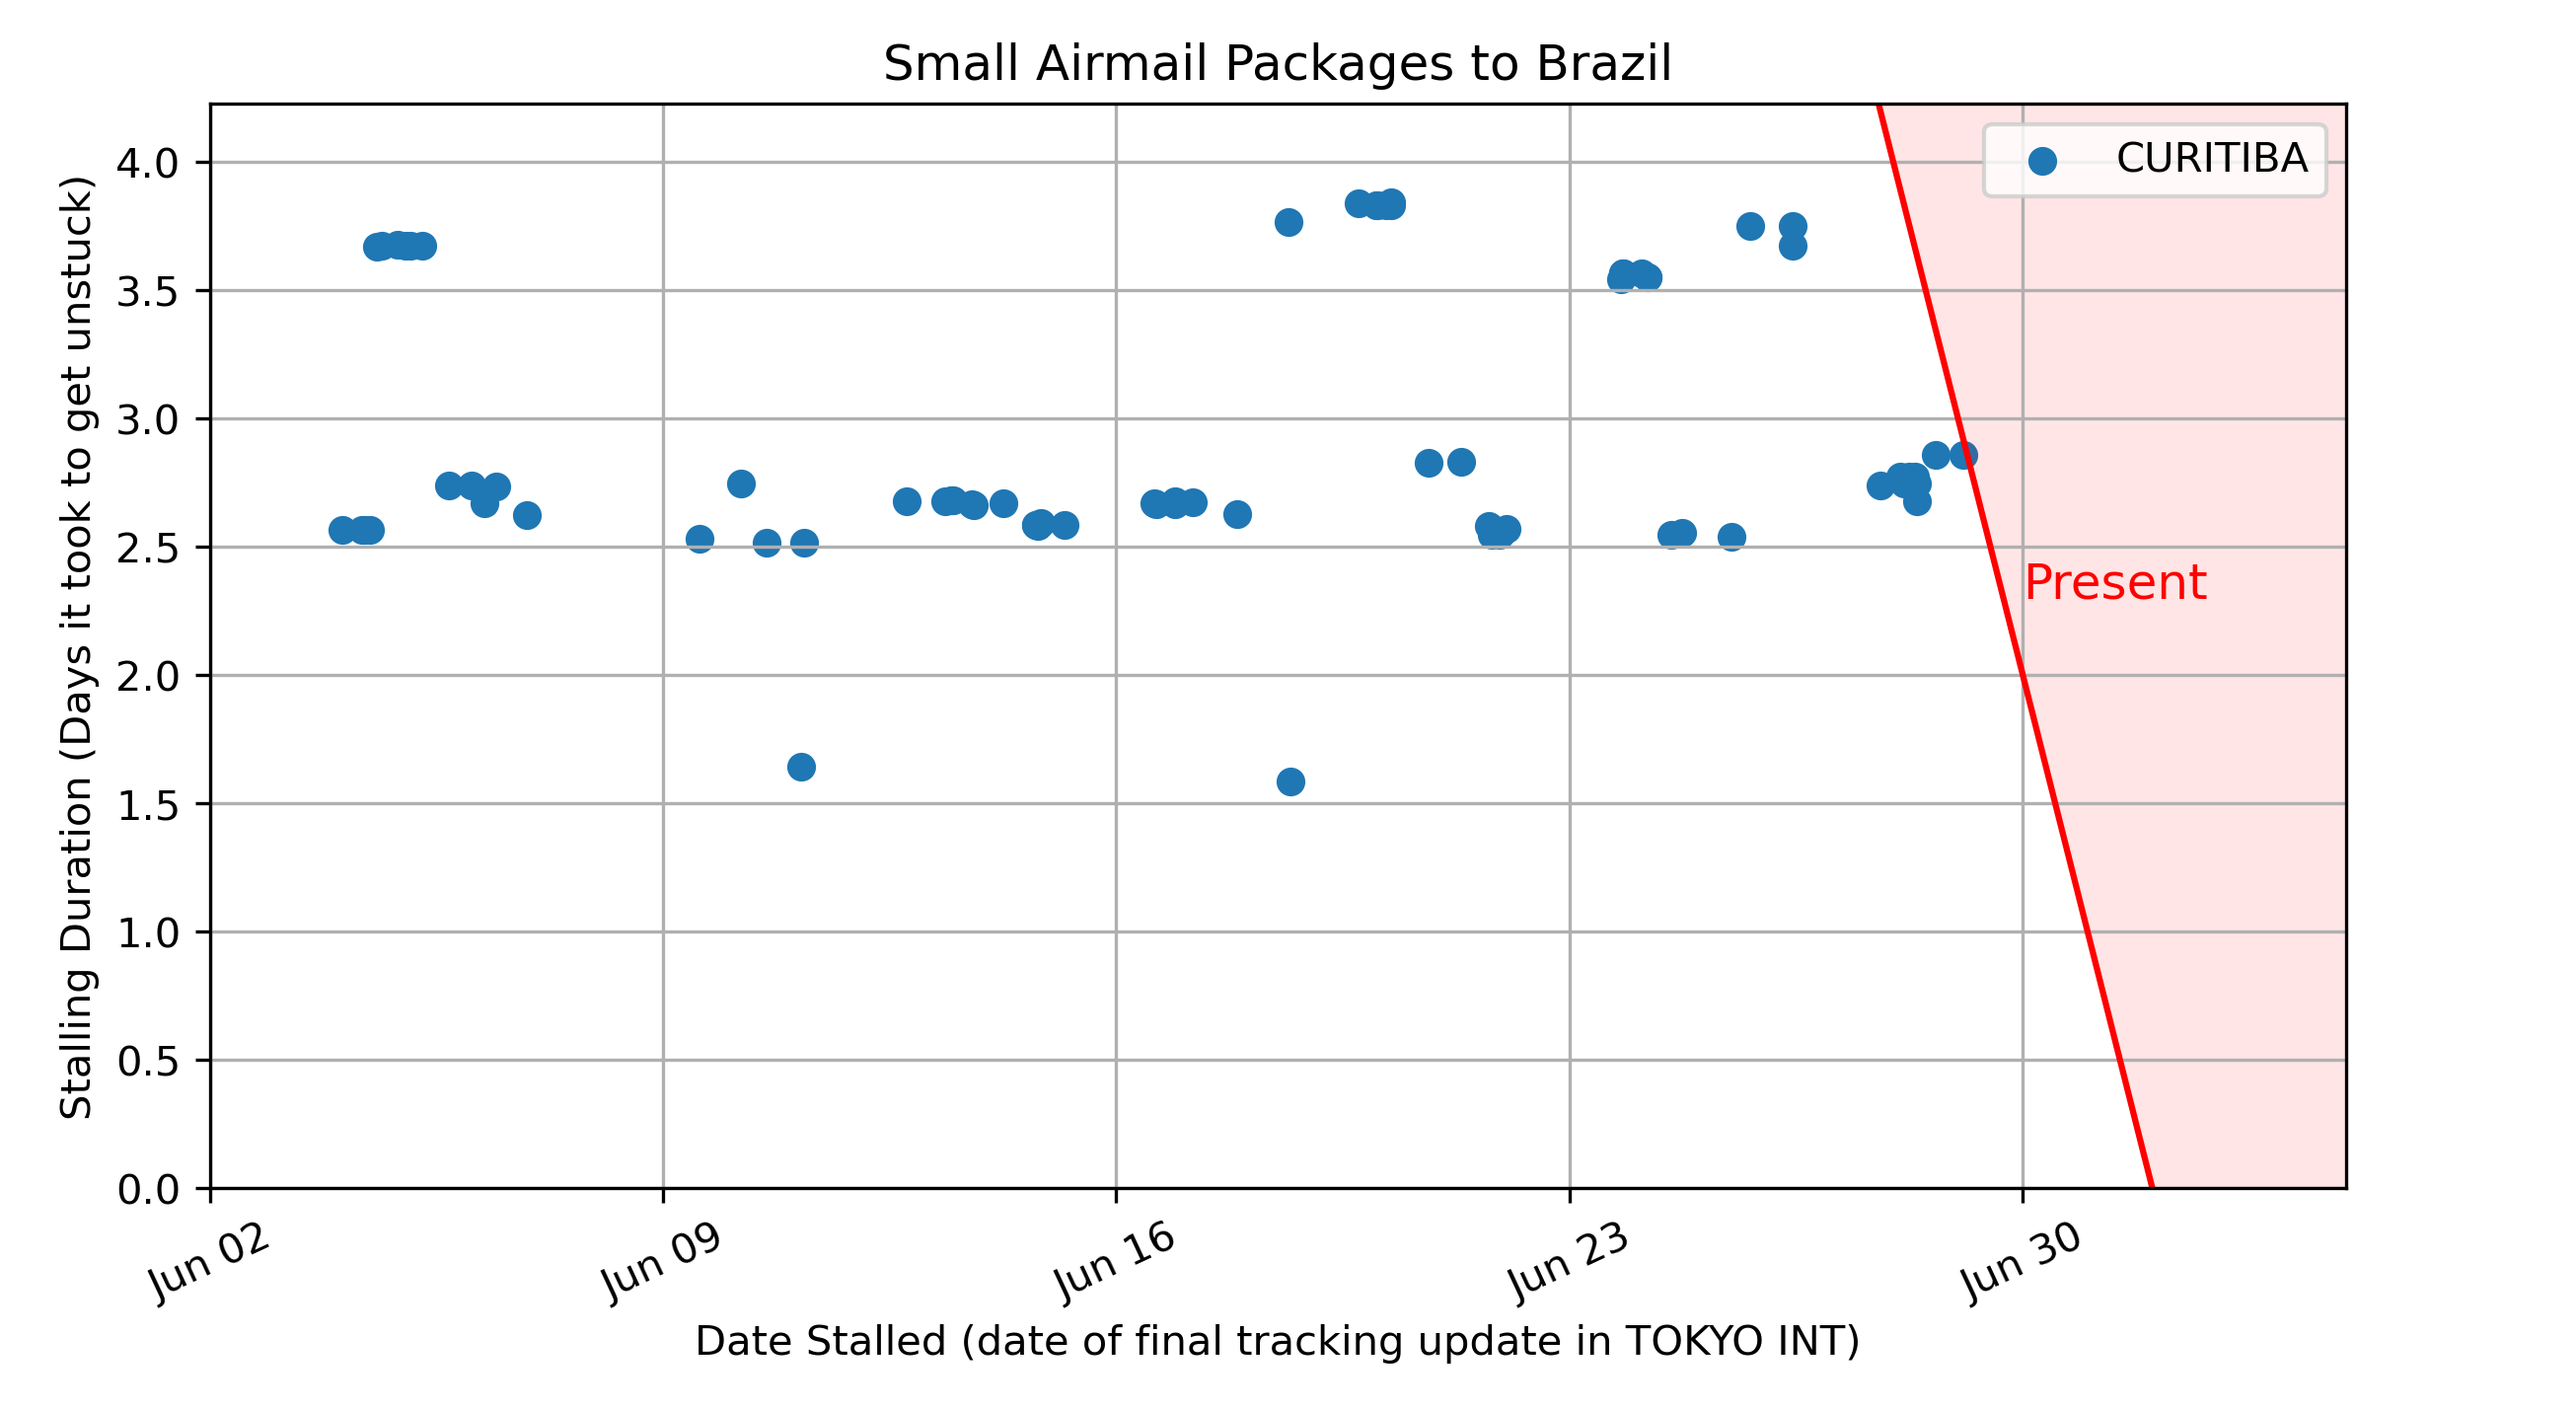 Small Airmail Packages to Brazil
CURITIBA
4.0
3.5
3.0
2.5
2.0
1.5
1.0
0.5
0.0
Stalling Duration (Days it took to get unstuck)
Present
Jun 02
Jun 09
Jun 16
Jun 23
Jun 30
Date Stalled (date of final tracking update in TOKYO INT)